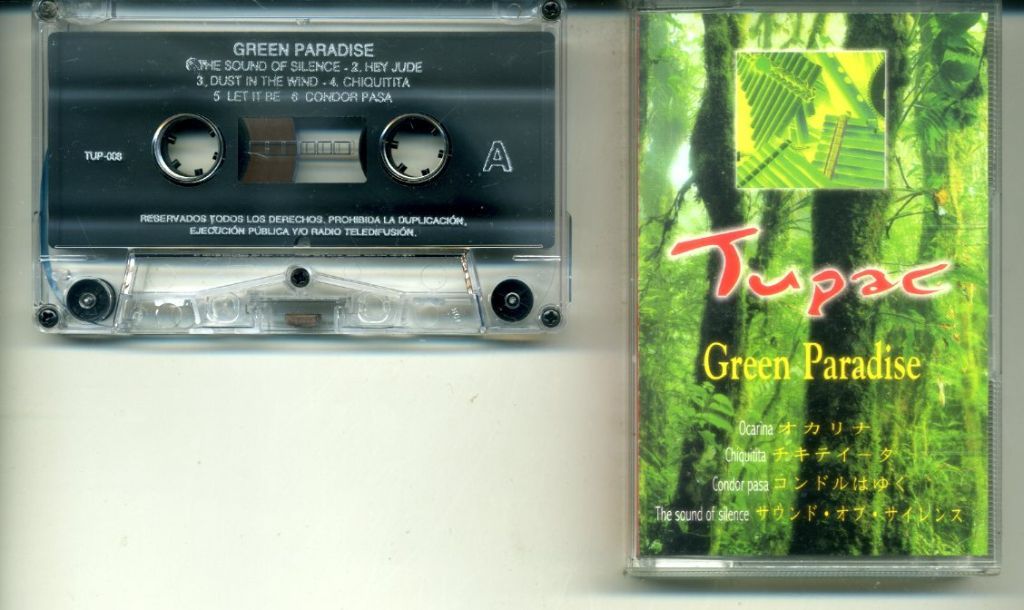 GREEN PARADISE
1. THE SOUND OF SILENCE - 2. HEY JUDE
3. DUST IN THE WIND - 4. CHIQUITITA
5 LET IT BE 6 CONDOR PASA
TUP-008
A
RESERVADOS TODOS LOS DERECHOS. PROHIBIDA LA DUPLICACIÓN,
EJECUCIÓN PÚBLICA Y/O RADIO TELEDIFUSIÓN.
Tupac
Green Paradise
Ocarina オカリナ
Chiquitita チキティータ
Condor pasa コンドルはゆく
The sound of silence サウンド・オブ・サイレンス